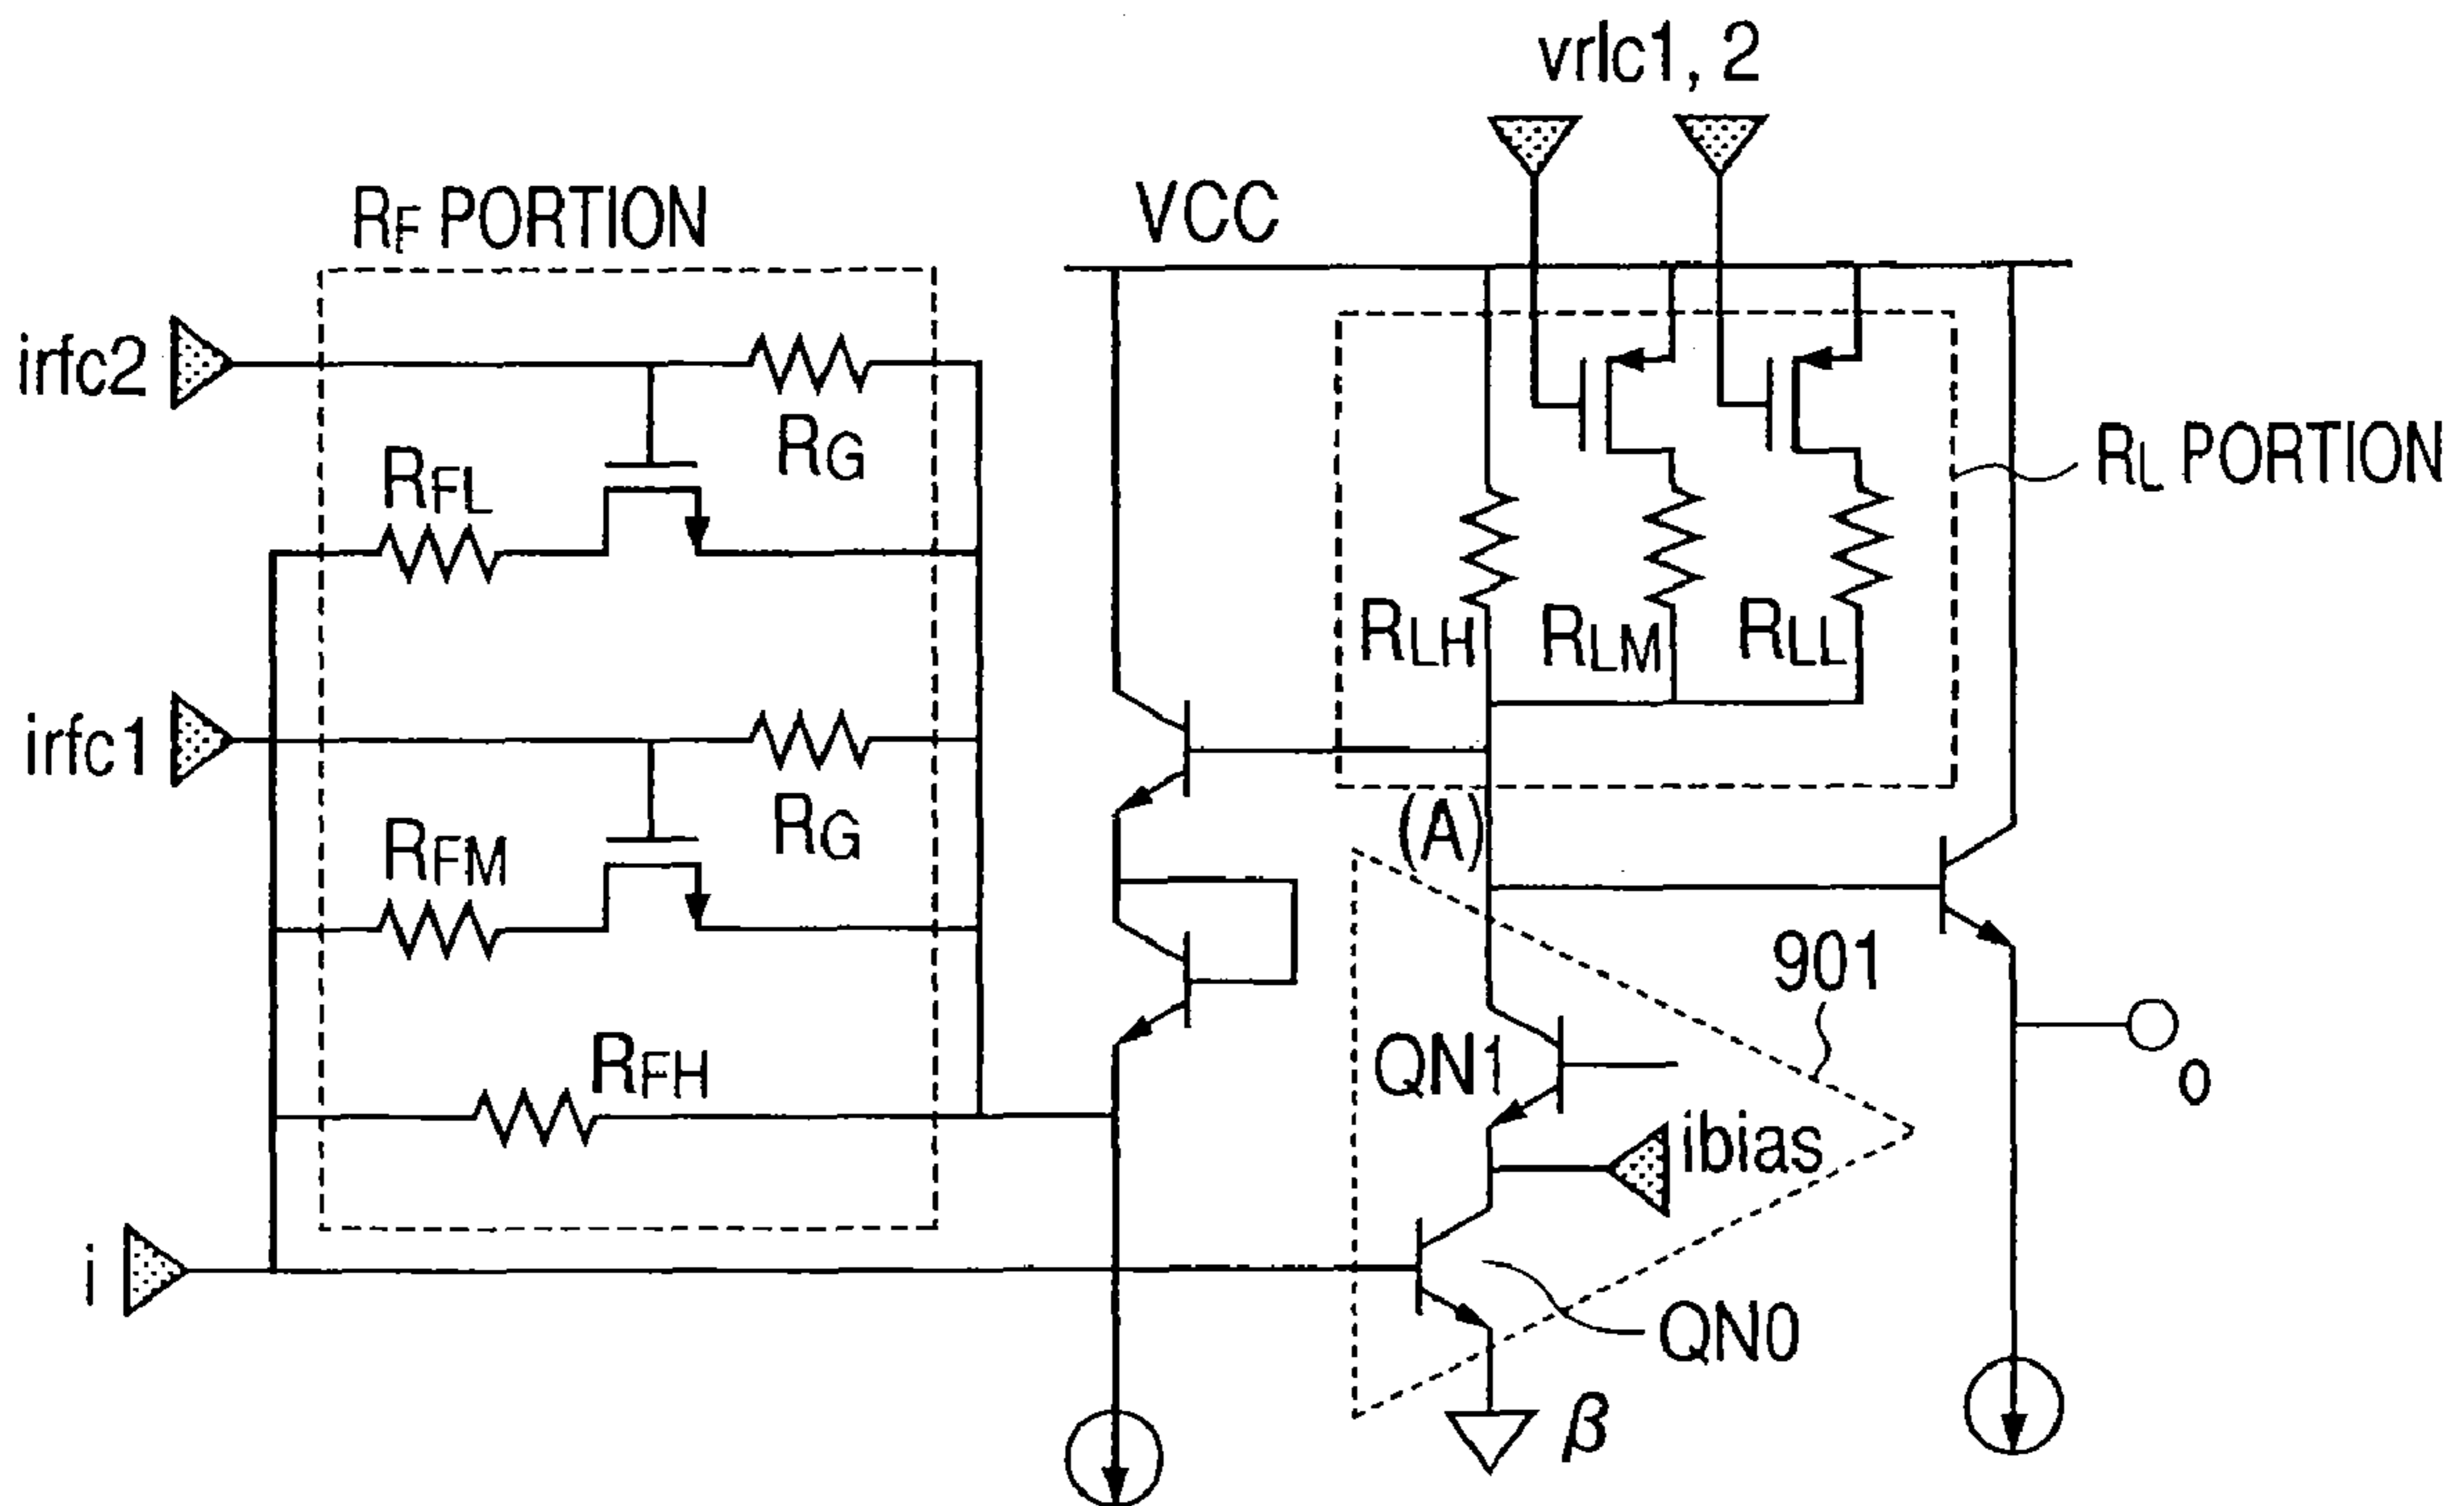 vrlc1, 2
RF PORTION
VCC
irfc2
RG
RFL
RL PORTION
RLH
RLM
RLL
irfc1
RG
RFM
(A)
901
RFH
QN1
o
ibias
i
QN0
β